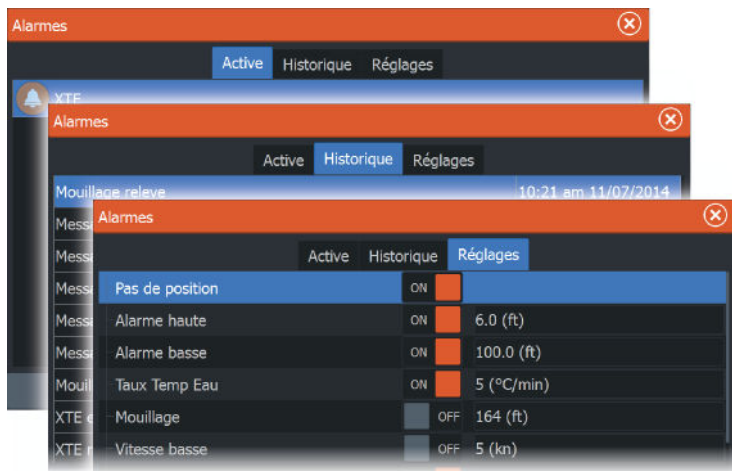 Alarmes
Active Historique Réglages
XTE
Alarmes
Active Historique Réglages
Mouillage releve 10:21 am 11/07/2014
Alarmes
Active Historique Réglages
Pas de position ON
Alarme haute ON 6.0 (ft)
Alarme basse ON 100.0 (ft)
Taux Temp Eau ON 5 (°C/min)
Mouillage OFF 164 (ft)
XTE
Vitesse basse OFF 5 (kn)
XTE